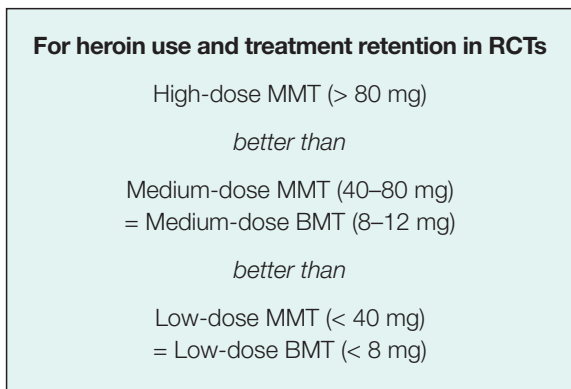 For heroin use and treatment retention in RCTs
High-dose MMT (> 80 mg)
better than
Medium-dose MMT (40–80 mg)
= Medium-dose BMT (8–12 mg)
better than
Low-dose MMT (< 40 mg)
= Low-dose BMT (< 8 mg)